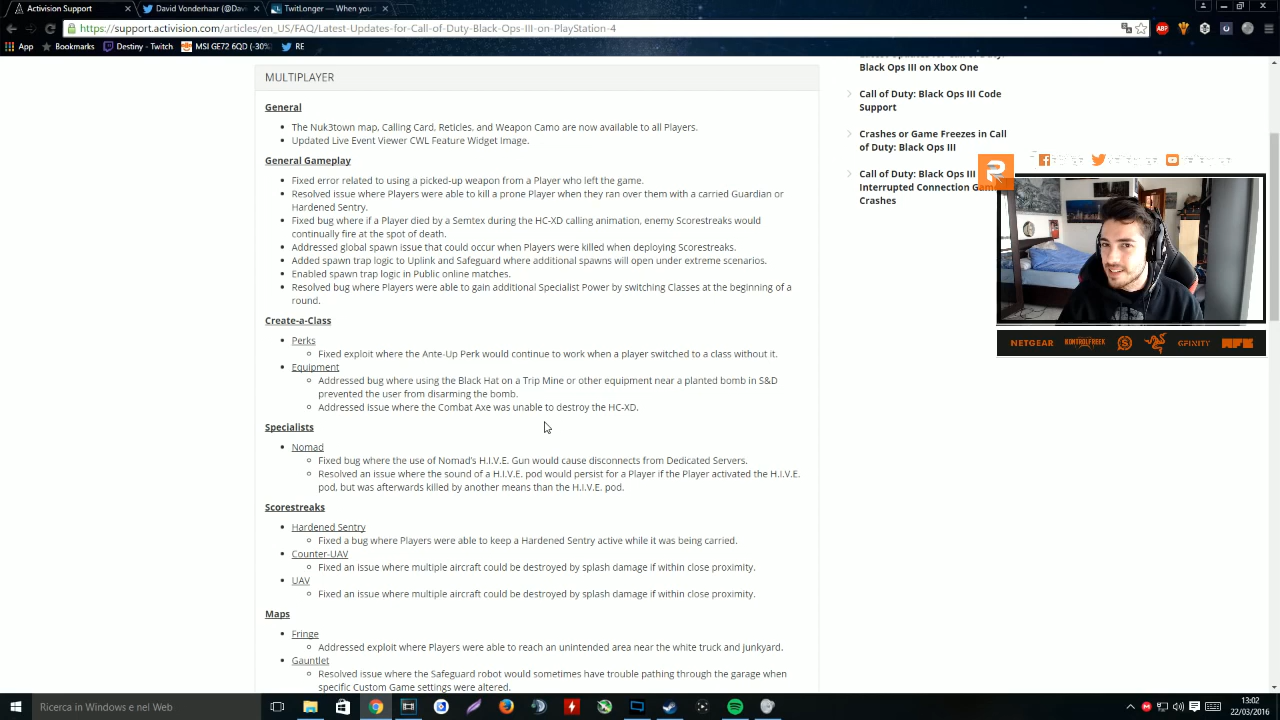 Activision Support
David Vonderhaar (@Dav
TwitLonger — When you t
https://support.activision.com/articles/en_US/FAQ/Latest-Updates-for-Call-of-Duty-Black-Ops-III-on-PlayStation-4
App
Bookmarks
Destiny - Twitch
MSI GE72 6QD (-30%
RE
MULTIPLAYER
General
The Nuk3town map, Calling Card, Reticles, and Weapon Camo are now available to all Players.
Updated Live Event Viewer CWL Feature Widget Image.
General Gameplay
Fixed error related to using a picked-up weapon from a Player who left the game.
Resolved issue where Players were able to kill a prone Player when they ran over them with a carried Guardian or
Hardened Sentry.
Fixed bug where if a Player died by a Semtex during the HC-XD calling animation, enemy Scorestreaks would
continually fire at the spot of death.
Addressed global spawn issue that could occur when Players were killed when deploying Scorestreaks.
Added spawn trap logic to Uplink and Safeguard where additional spawns will open under extreme scenarios.
Enabled spawn trap logic in Public online matches.
Resolved bug where Players were able to gain additional Specialist Power by switching Classes at the beginning of a
round.
Create-a-Class
Perks
Fixed exploit where the Ante-Up Perk would continue to work when a player switched to a class without it.
Equipment
Addressed bug where using the Black Hat on a Trip Mine or other equipment near a planted bomb in S&D
prevented the user from disarming the bomb.
Addressed issue where the Combat Axe was unable to destroy the HC-XD.
Specialists
Nomad
Fixed bug where the use of Nomad's H.I.V.E. Gun would cause disconnects from Dedicated Servers.
Resolved an issue where the sound of a H.I.V.E. pod would persist for a Player if the Player activated the H.I.V.E.
pod, but was afterwards killed by another means than the H.I.V.E. pod.
Scorestreaks
Hardened Sentry
Fixed a bug where Players were able to keep a Hardened Sentry active while it was being carried.
Counter-UAV
Fixed an issue where multiple aircraft could be destroyed by splash damage if within close proximity.
UAV
Fixed an issue where multiple aircraft could be destroyed by splash damage if within close proximity.
Maps
Fringe
Addressed exploit where Players were able to reach an unintended area near the white truck and junkyard.
Gauntlet
Resolved issue where the Safeguard robot would sometimes have trouble pathing through the garage when
specific Custom Game settings were altered.
Black Ops III on Xbox One
Call of Duty: Black Ops III Code
Support
Crashes or Game Freezes in Call
of Duty: Black Ops III
Call of Duty: Black Ops III
Interrupted Connection Gam
Crashes
NETGEAR
KONTROLFREEK
GFINITY
Ricerca in Windows e nel Web
13:02
22/03/2016